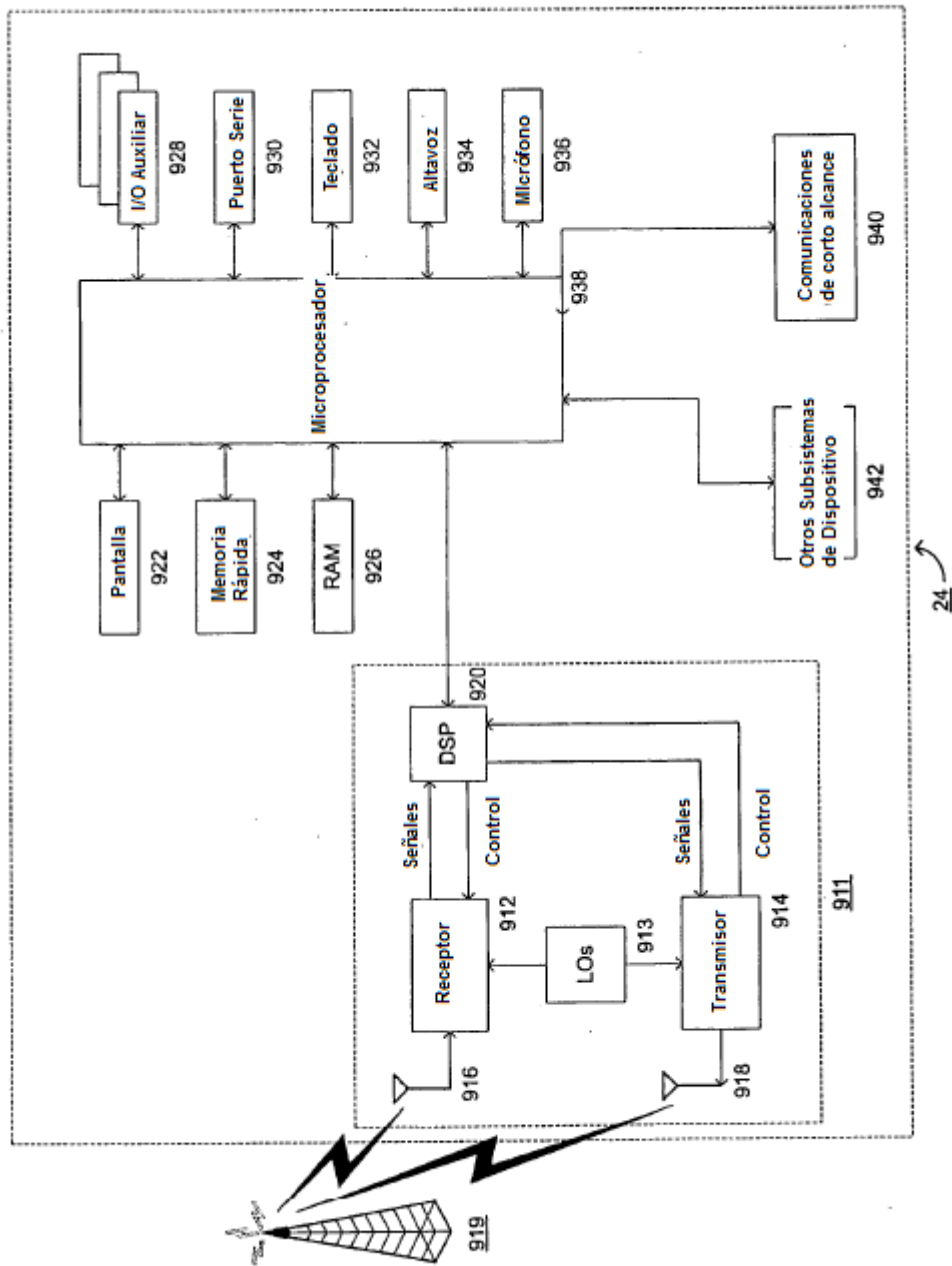 I/O Auxiliar
928
Puerto Serie
930
Teclado
932
Altavoz
934
Micrófono
936
Microprocesador
938
Comunicaciones
de corto alcance
940
Pantalla
922
Memoria
Rápida
924
RAM
926
Otros Subsistemas
de Dispositivo
942
24
DSP
920
Señales
Control
Señales
Control
Receptor
912
LOs
913
Transmisor
914
911
916
918
919